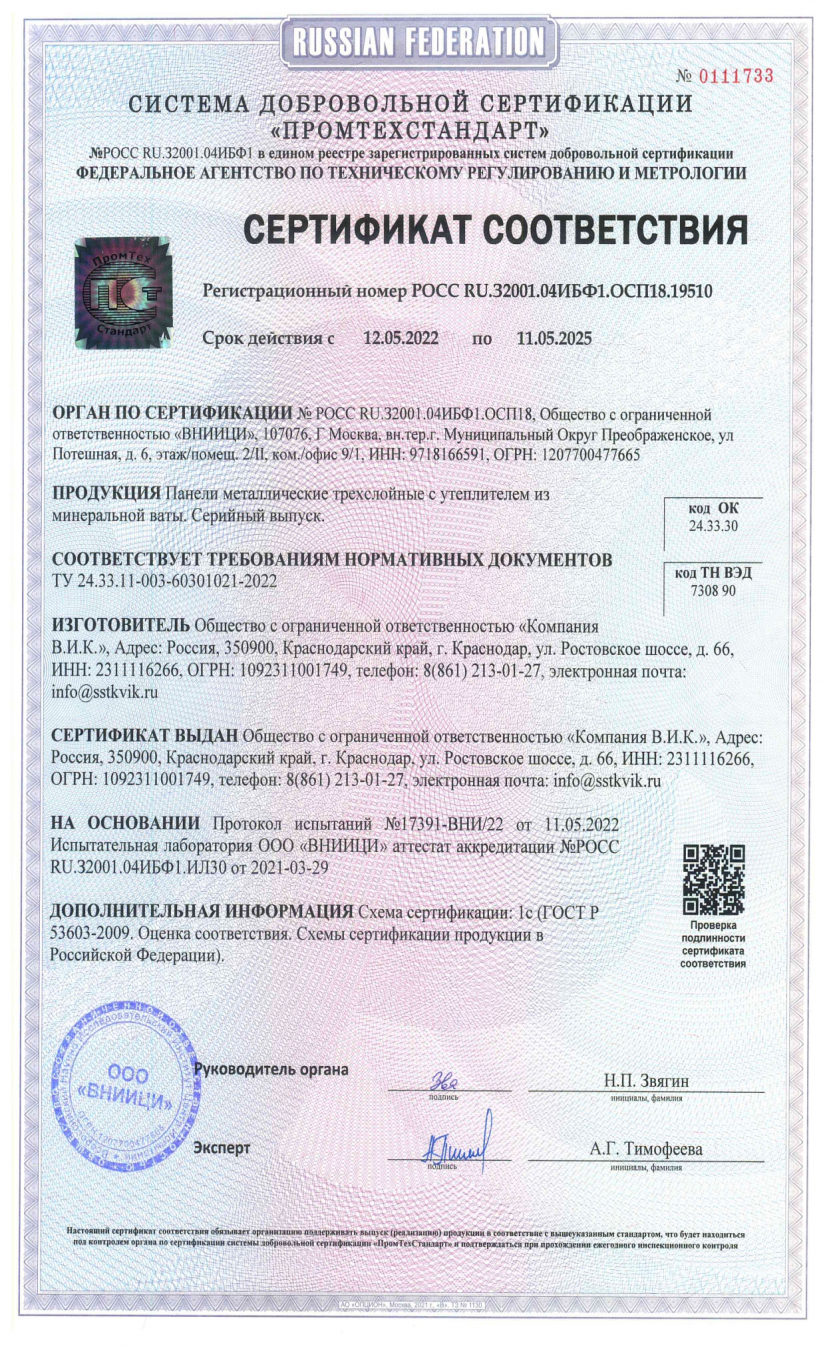 RUSSIAN FEDERATION
№ 0111733
СИСТЕМА ДОБРОВОЛЬНОЙ СЕРТИФИКАЦИИ
«ПРОМТЕХСТАНДАРТ»
№РОСС RU.32001.04ИБФ1 в едином реестре зарегистрированных систем добровольной сертификации
ФЕДЕРАЛЬНОЕ АГЕНТСТВО ПО ТЕХНИЧЕСКОМУ РЕГУЛИРОВАНИЮ И МЕТРОЛОГИИ
СЕРТИФИКАТ СООТВЕТСТВИЯ
ПромТех
Стандарт
Регистрационный номер РОСС RU.32001.04ИБФ1.ОСП18.19510
Срок действия с 12.05.2022 по 11.05.2025
ОРГАН ПО СЕРТИФИКАЦИИ № РОСС RU.32001.04ИБФ1.ОСП18, Общество с ограниченной
ответственностью «ВНИИЦИ», 107076, Г Москва, вн.тер.г. Муниципальный Округ Преображенское, ул
Потешная, д. 6, этаж/помещ. 2/II, ком./офис 9/1, ИНН: 9718166591, ОГРН: 1207700477665
ПРОДУКЦИЯ Панели металлические трехслойные с утеплителем из
минеральной ваты. Серийный выпуск.
код ОК
24.33.30
СООТВЕТСТВУЕТ ТРЕБОВАНИЯМ НОРМАТИВНЫХ ДОКУМЕНТОВ
ТУ 24.33.11-003-60301021-2022
код ТН ВЭД
7308 90
ИЗГОТОВИТЕЛЬ Общество с ограниченной ответственностью «Компания
В.И.К.», Адрес: Россия, 350900, Краснодарский край, г. Краснодар, ул. Ростовское шоссе, д. 66,
ИНН: 2311116266, ОГРН: 1092311001749, телефон: 8(861) 213-01-27, электронная почта:
info@sstkvik.ru
СЕРТИФИКАТ ВЫДАН Общество с ограниченной ответственностью «Компания В.И.К.», Адрес:
Россия, 350900, Краснодарский край, г. Краснодар, ул. Ростовское шоссе, д. 66, ИНН: 2311116266,
ОГРН: 1092311001749, телефон: 8(861) 213-01-27, электронная почта: info@sstkvik.ru
НА ОСНОВАНИИ Протокол испытаний №17391-ВНИ/22 от 11.05.2022
Испытательная лаборатория ООО «ВНИИЦИ» аттестат аккредитации №РОСС
RU.32001.04ИБФ1.ИЛ30 от 2021-03-29
ДОПОЛНИТЕЛЬНАЯ ИНФОРМАЦИЯ Схема сертификации: 1с (ГОСТ Р
53603-2009. Оценка соответствия. Схемы сертификации продукции в
Российской Федерации).
Проверка
подлинности
сертификата
соответствия
ООО
«ВНИИЦИ»
Руководитель органа
подпись
Н.П. Звягин
инициалы, фамилия
Эксперт
подпись
А.Г. Тимофеева
инициалы, фамилия
Настоящий сертификат соответствия обязывает организацию поддерживать выпуск (реализацию) продукции в соответствие с вышеуказанным стандартом, что будет находиться
под контролем органа по сертификации системы добровольной сертификации «ПромТехСтандарт» и подтверждаться при прохождении ежегодного инспекционного контроля
АО «ОПЦИОН», Москва, 2021 г., «В». ТЗ № 1130.